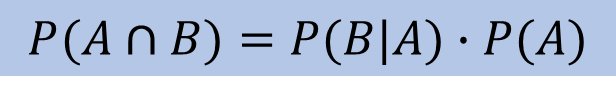 P(A ∩ B) = P(B|A) · P(A)